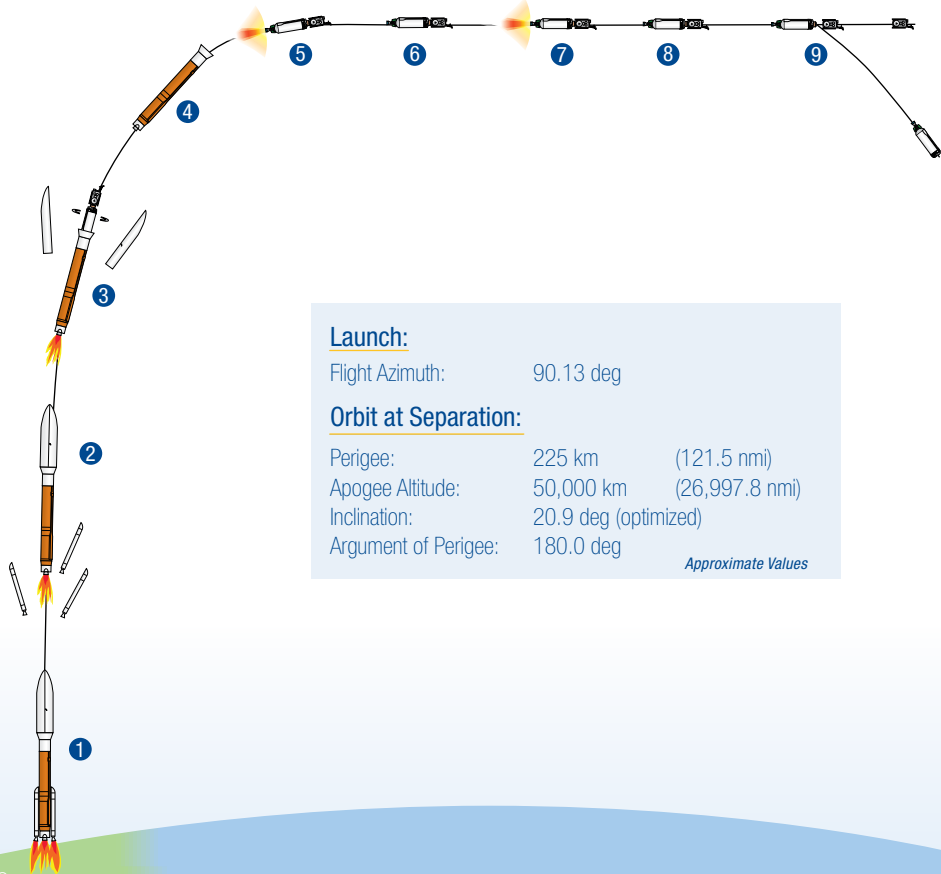 5
6
7
8
9
4
3
2
1
Launch:
Flight Azimuth: 90.13 deg
Orbit at Separation:
Perigee: 225 km (121.5 nmi)
Apogee Altitude: 50,000 km (26,997.8 nmi)
Inclination: 20.9 deg (optimized)
Argument of Perigee: 180.0 deg
Approximate Values